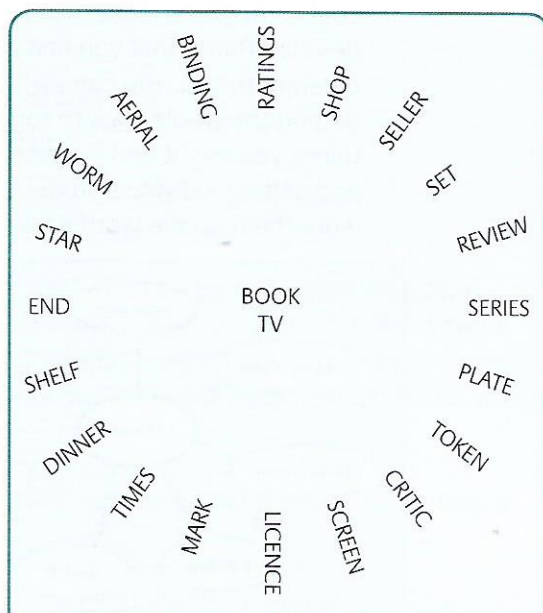 RATINGS
SHOP
SELLER
SET
REVIEW
SERIES
PLATE
TOKEN
CRITIC
SCREEN
LICENCE
MARK
TIMES
DINNER
SHELF
END
STAR
WORM
AERIAL
BINDING
BOOK
TV